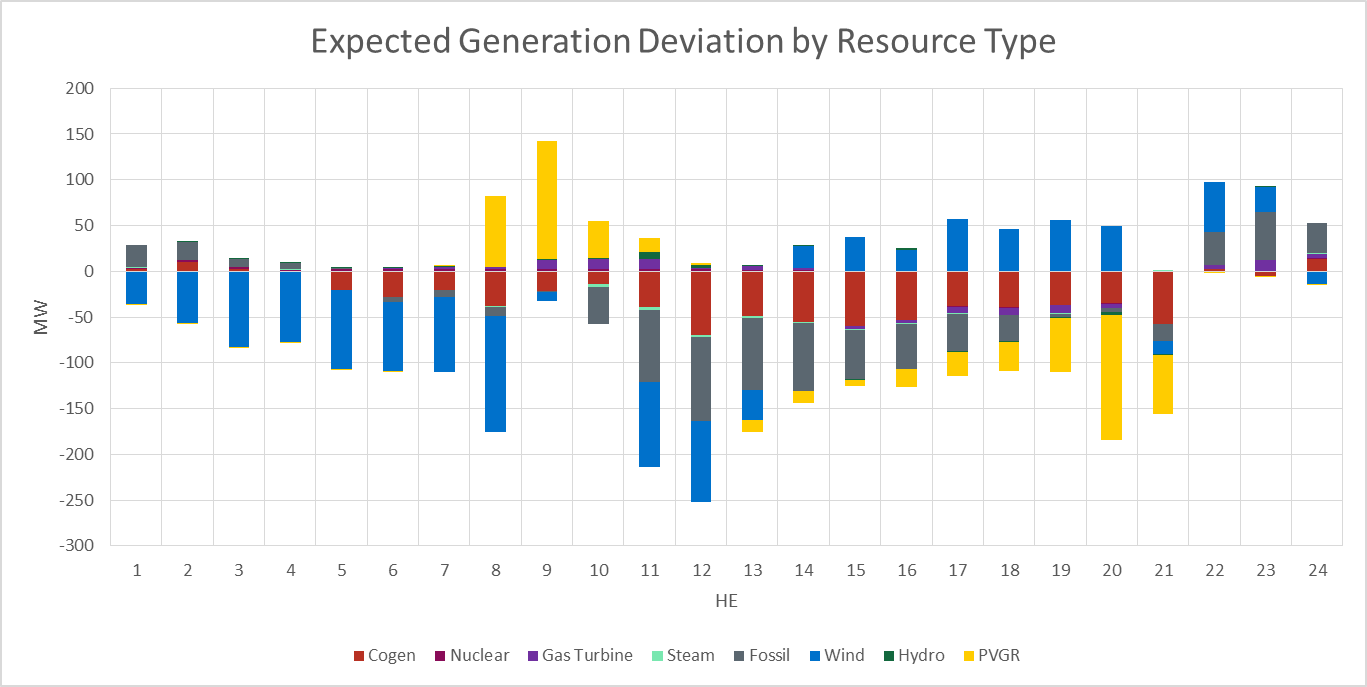 Expected Generation Deviation by Resource Type
200
150
100
50
0
-50
-100
-150
-200
-250
-300
MW
1 2 3 4 5 6 7 8 9 10 11 12 13 14 15 16 17 18 19 20 21 22 23 24
HE
Cogen Nuclear Gas Turbine Steam Fossil Wind Hydro PVGR